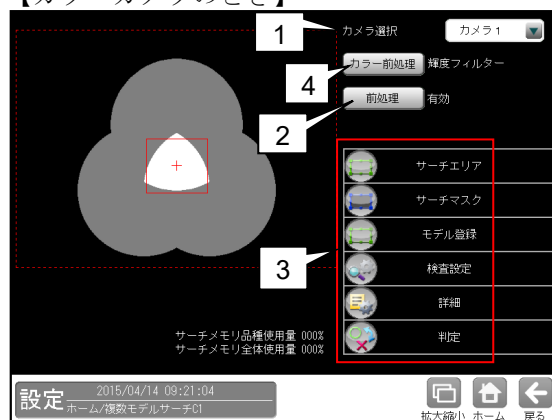 【カラーカメラのとき】
1
カメラ選択
カメラ1
4
カラー前処理
輝度フィルター
2
前処理
有効
サーチエリア
サーチマスク
モデル登録
3
検査設定
詳細
判定
サーチメモリ品種使用量 000%
サーチメモリ全体使用量 000%
設定
2015/04/14 09:21:04
ホーム/複数モデルサーチC1
拡大縮小
ホーム
戻る